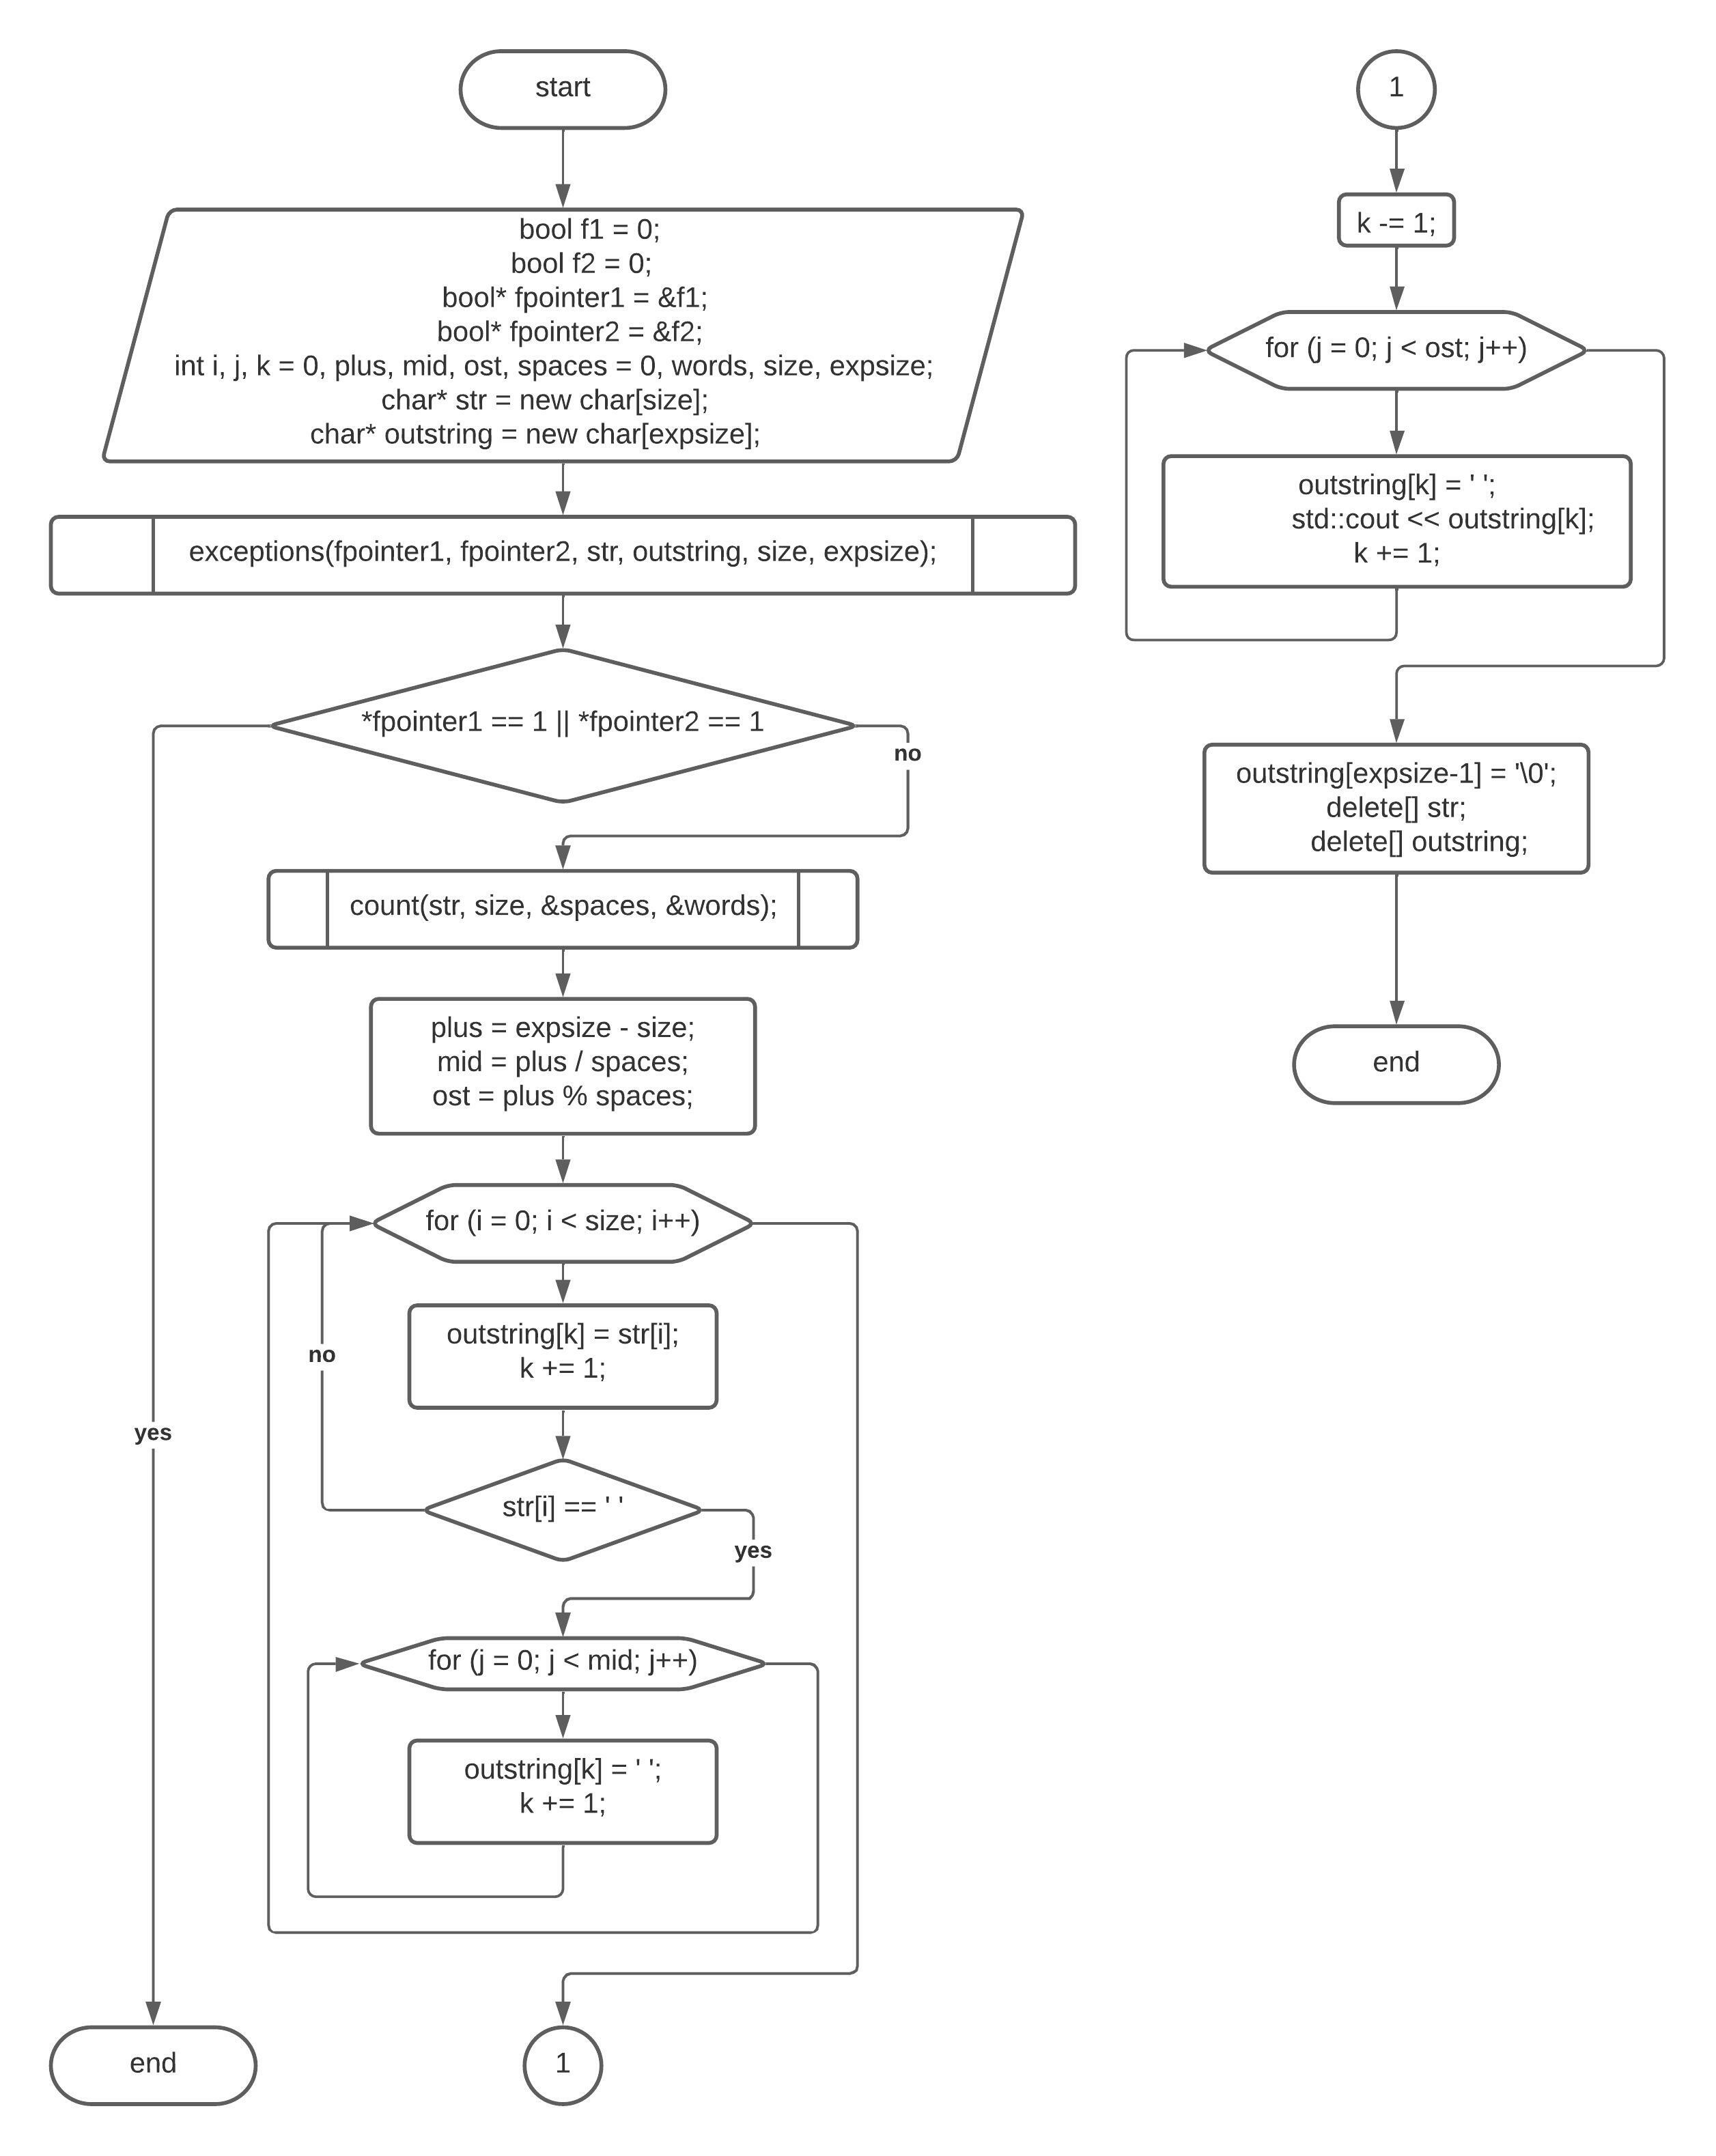 start
bool f1 = 0;
bool f2 = 0;
bool* fpointer1 = &f1;
bool* fpointer2 = &f2;
int i, j, k = 0, plus, mid, ost, spaces = 0, words, size, expsize;
char* str = new char[size];
char* outstring = new char[expsize];
exceptions(fpointer1, fpointer2, str, outstring, size, expsize);
*fpointer1 == 1 || *fpointer2 == 1
no
count(str, size, &spaces, &words);
plus = expsize - size;
mid = plus / spaces;
ost = plus % spaces;
for (i = 0; i < size; i++)
outstring[k] = str[i];
k += 1;
no
yes
str[i] == ' '
yes
for (j = 0; j < mid; j++)
outstring[k] = ' ';
k += 1;
end
1
1
k -= 1;
for (j = 0; j < ost; j++)
outstring[k] = ' ';
std::cout << outstring[k];
k += 1;
outstring[expsize-1] = '\0';
delete[] str;
delete[] outstring;
end